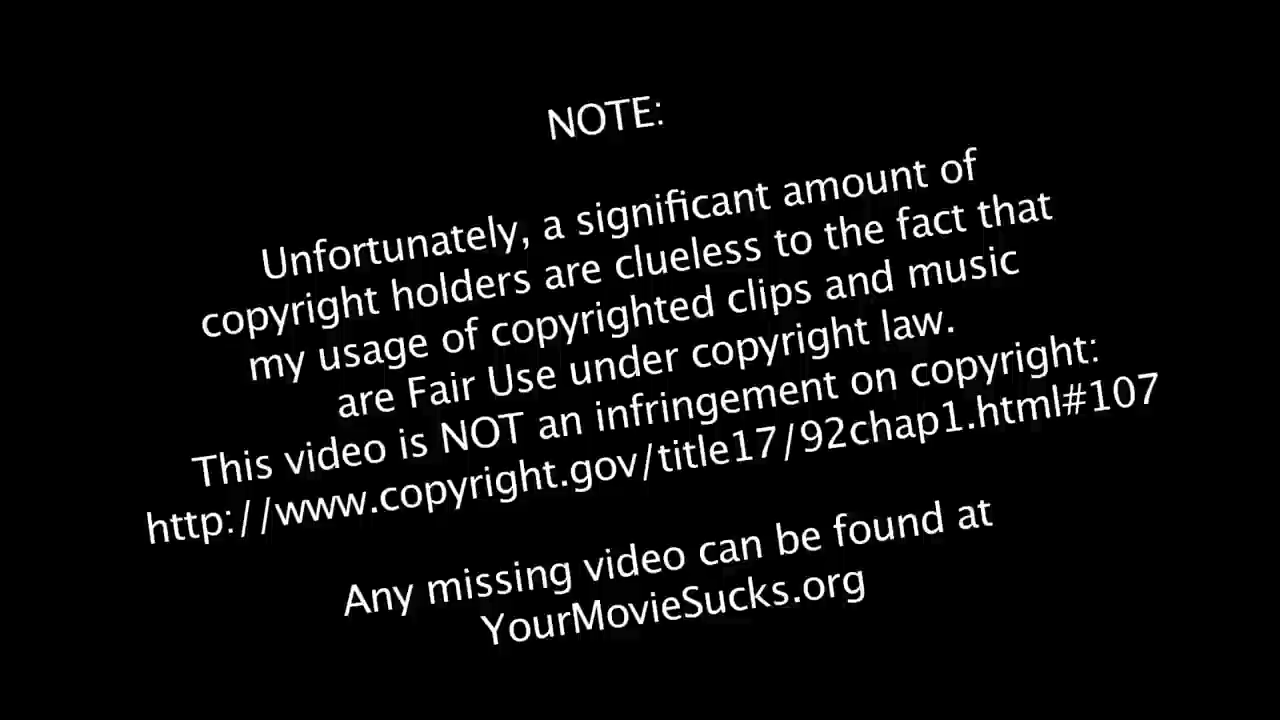 NOTE:
Unfortunately, a significant amount of
copyright holders are clueless to the fact that
my usage of copyrighted clips and music
are Fair Use under copyright law.
This video is NOT an infringement on copyright:
http://www.copyright.gov/title17/92chap1.html#107
Any missing video can be found at
YourMovieSucks.org